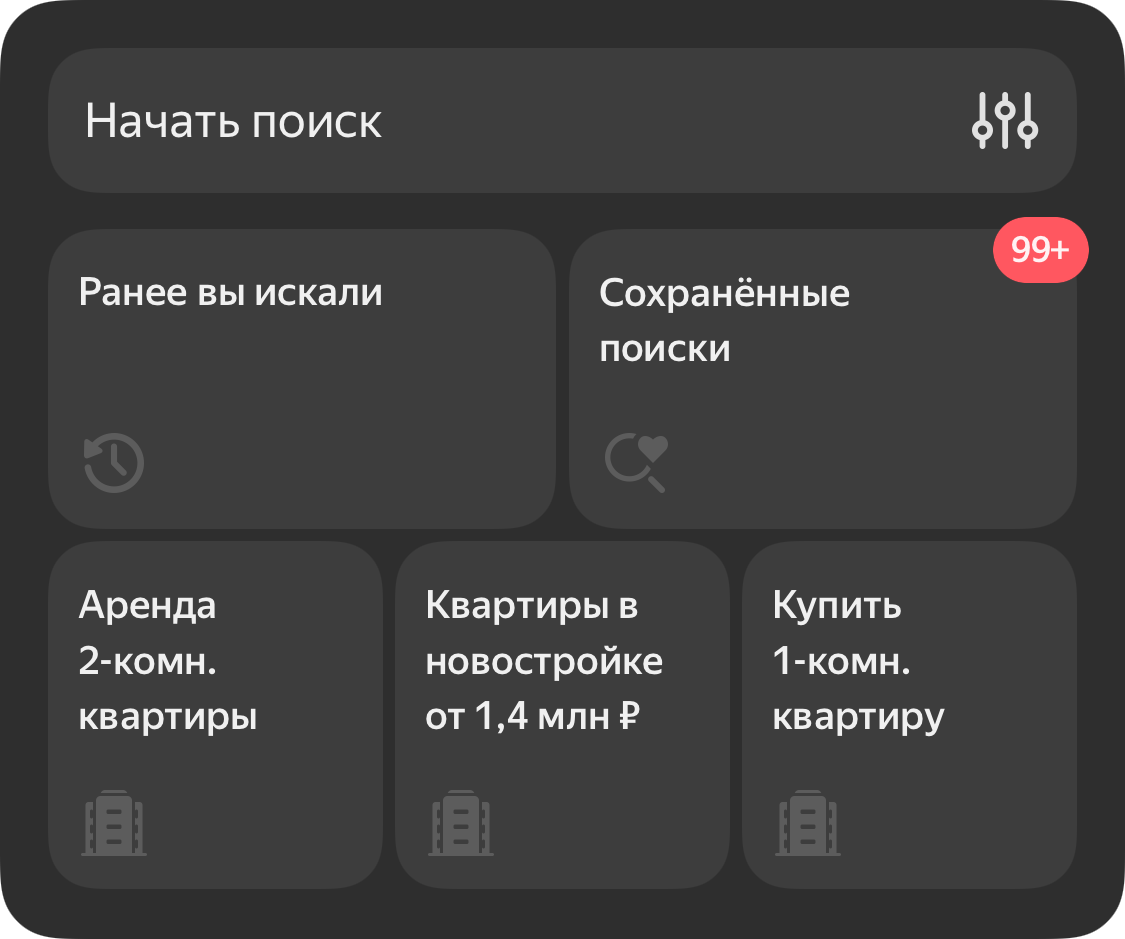 Начать поиск
99+
Ранее вы искали
Сохранённые
поиски
Аренда
2-комн.
квартиры
Квартиры в
новостройке
от 1,4 млн ₽
Купить
1-комн.
квартиру